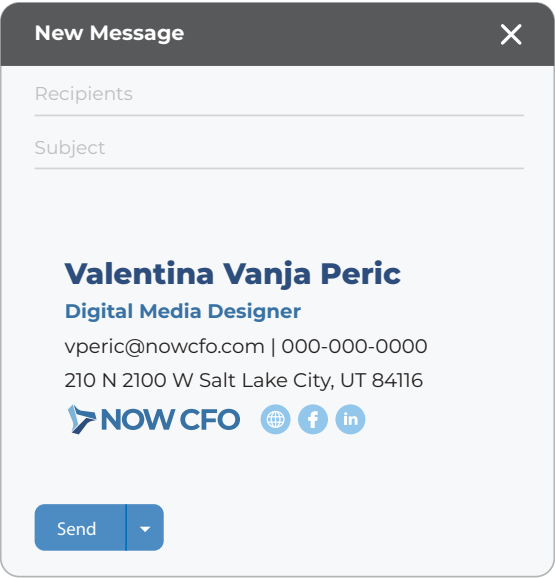 New Message
Recipients
Subject
Valentina Vanja Peric
Digital Media Designer
vperic@nowcfo.com | 000-000-0000
210 N 2100 W Salt Lake City, UT 84116
NOW CFO f in
Send